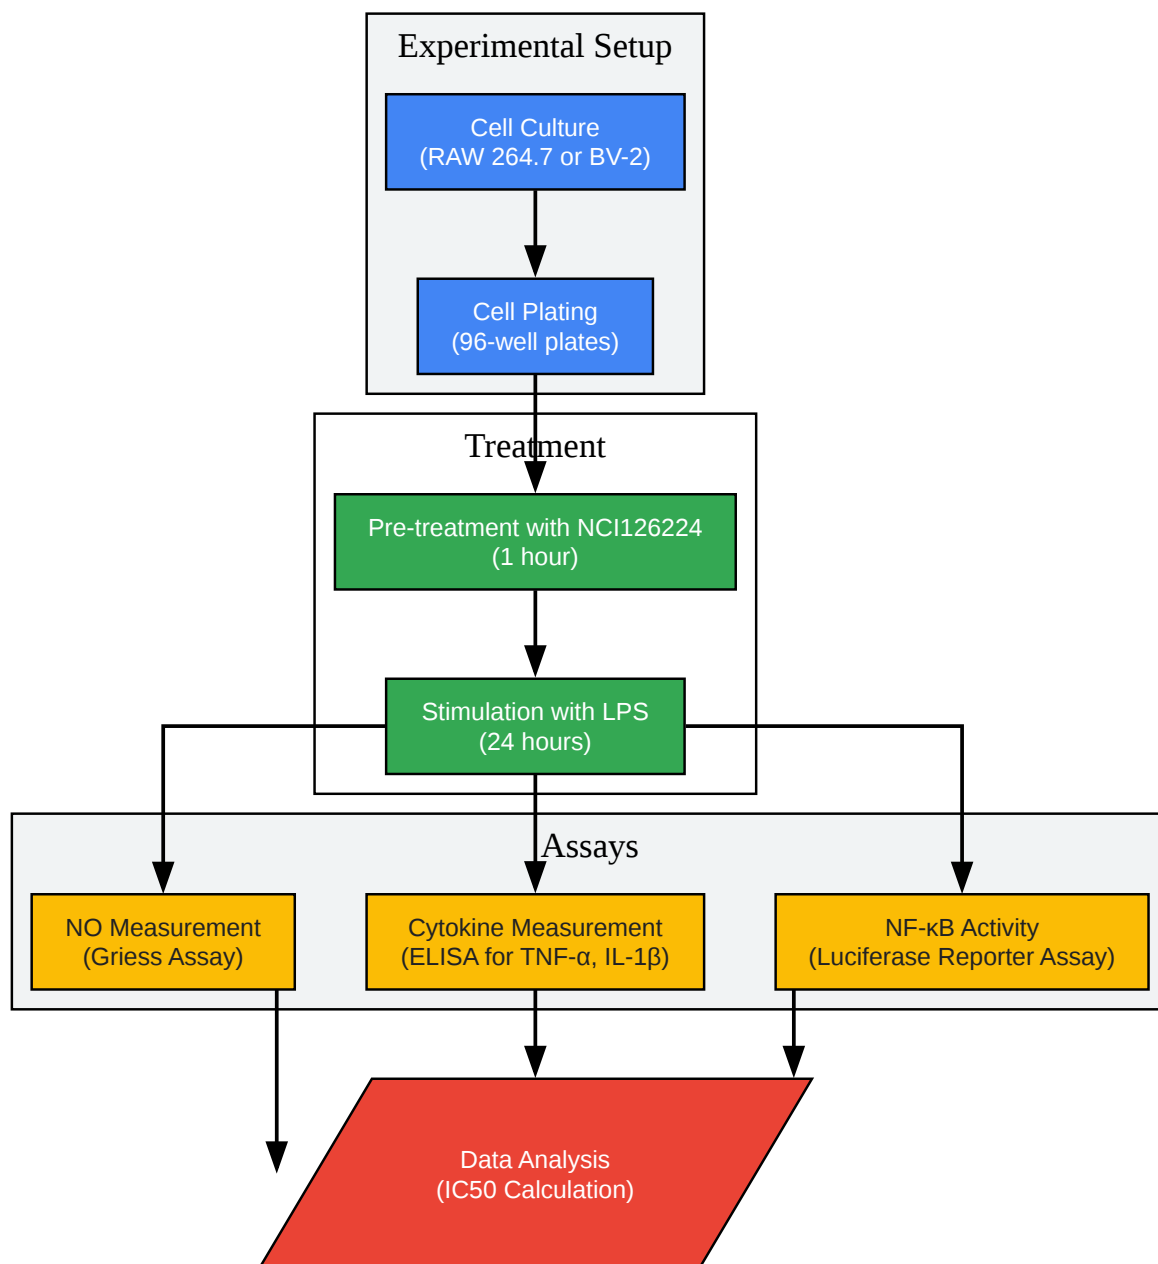 Experimental Setup
Cell Culture
(RAW 264.7 or BV-2)
Cell Plating
(96-well plates)
Treatment
Pre-treatment with NCI126224
(1 hour)
Stimulation with LPS
(24 hours)
Assays
NO Measurement
(Griess Assay)
Cytokine Measurement
(ELISA for TNF-α, IL-1β)
NF-κB Activity
(Luciferase Reporter Assay)
Data Analysis
(IC50 Calculation)